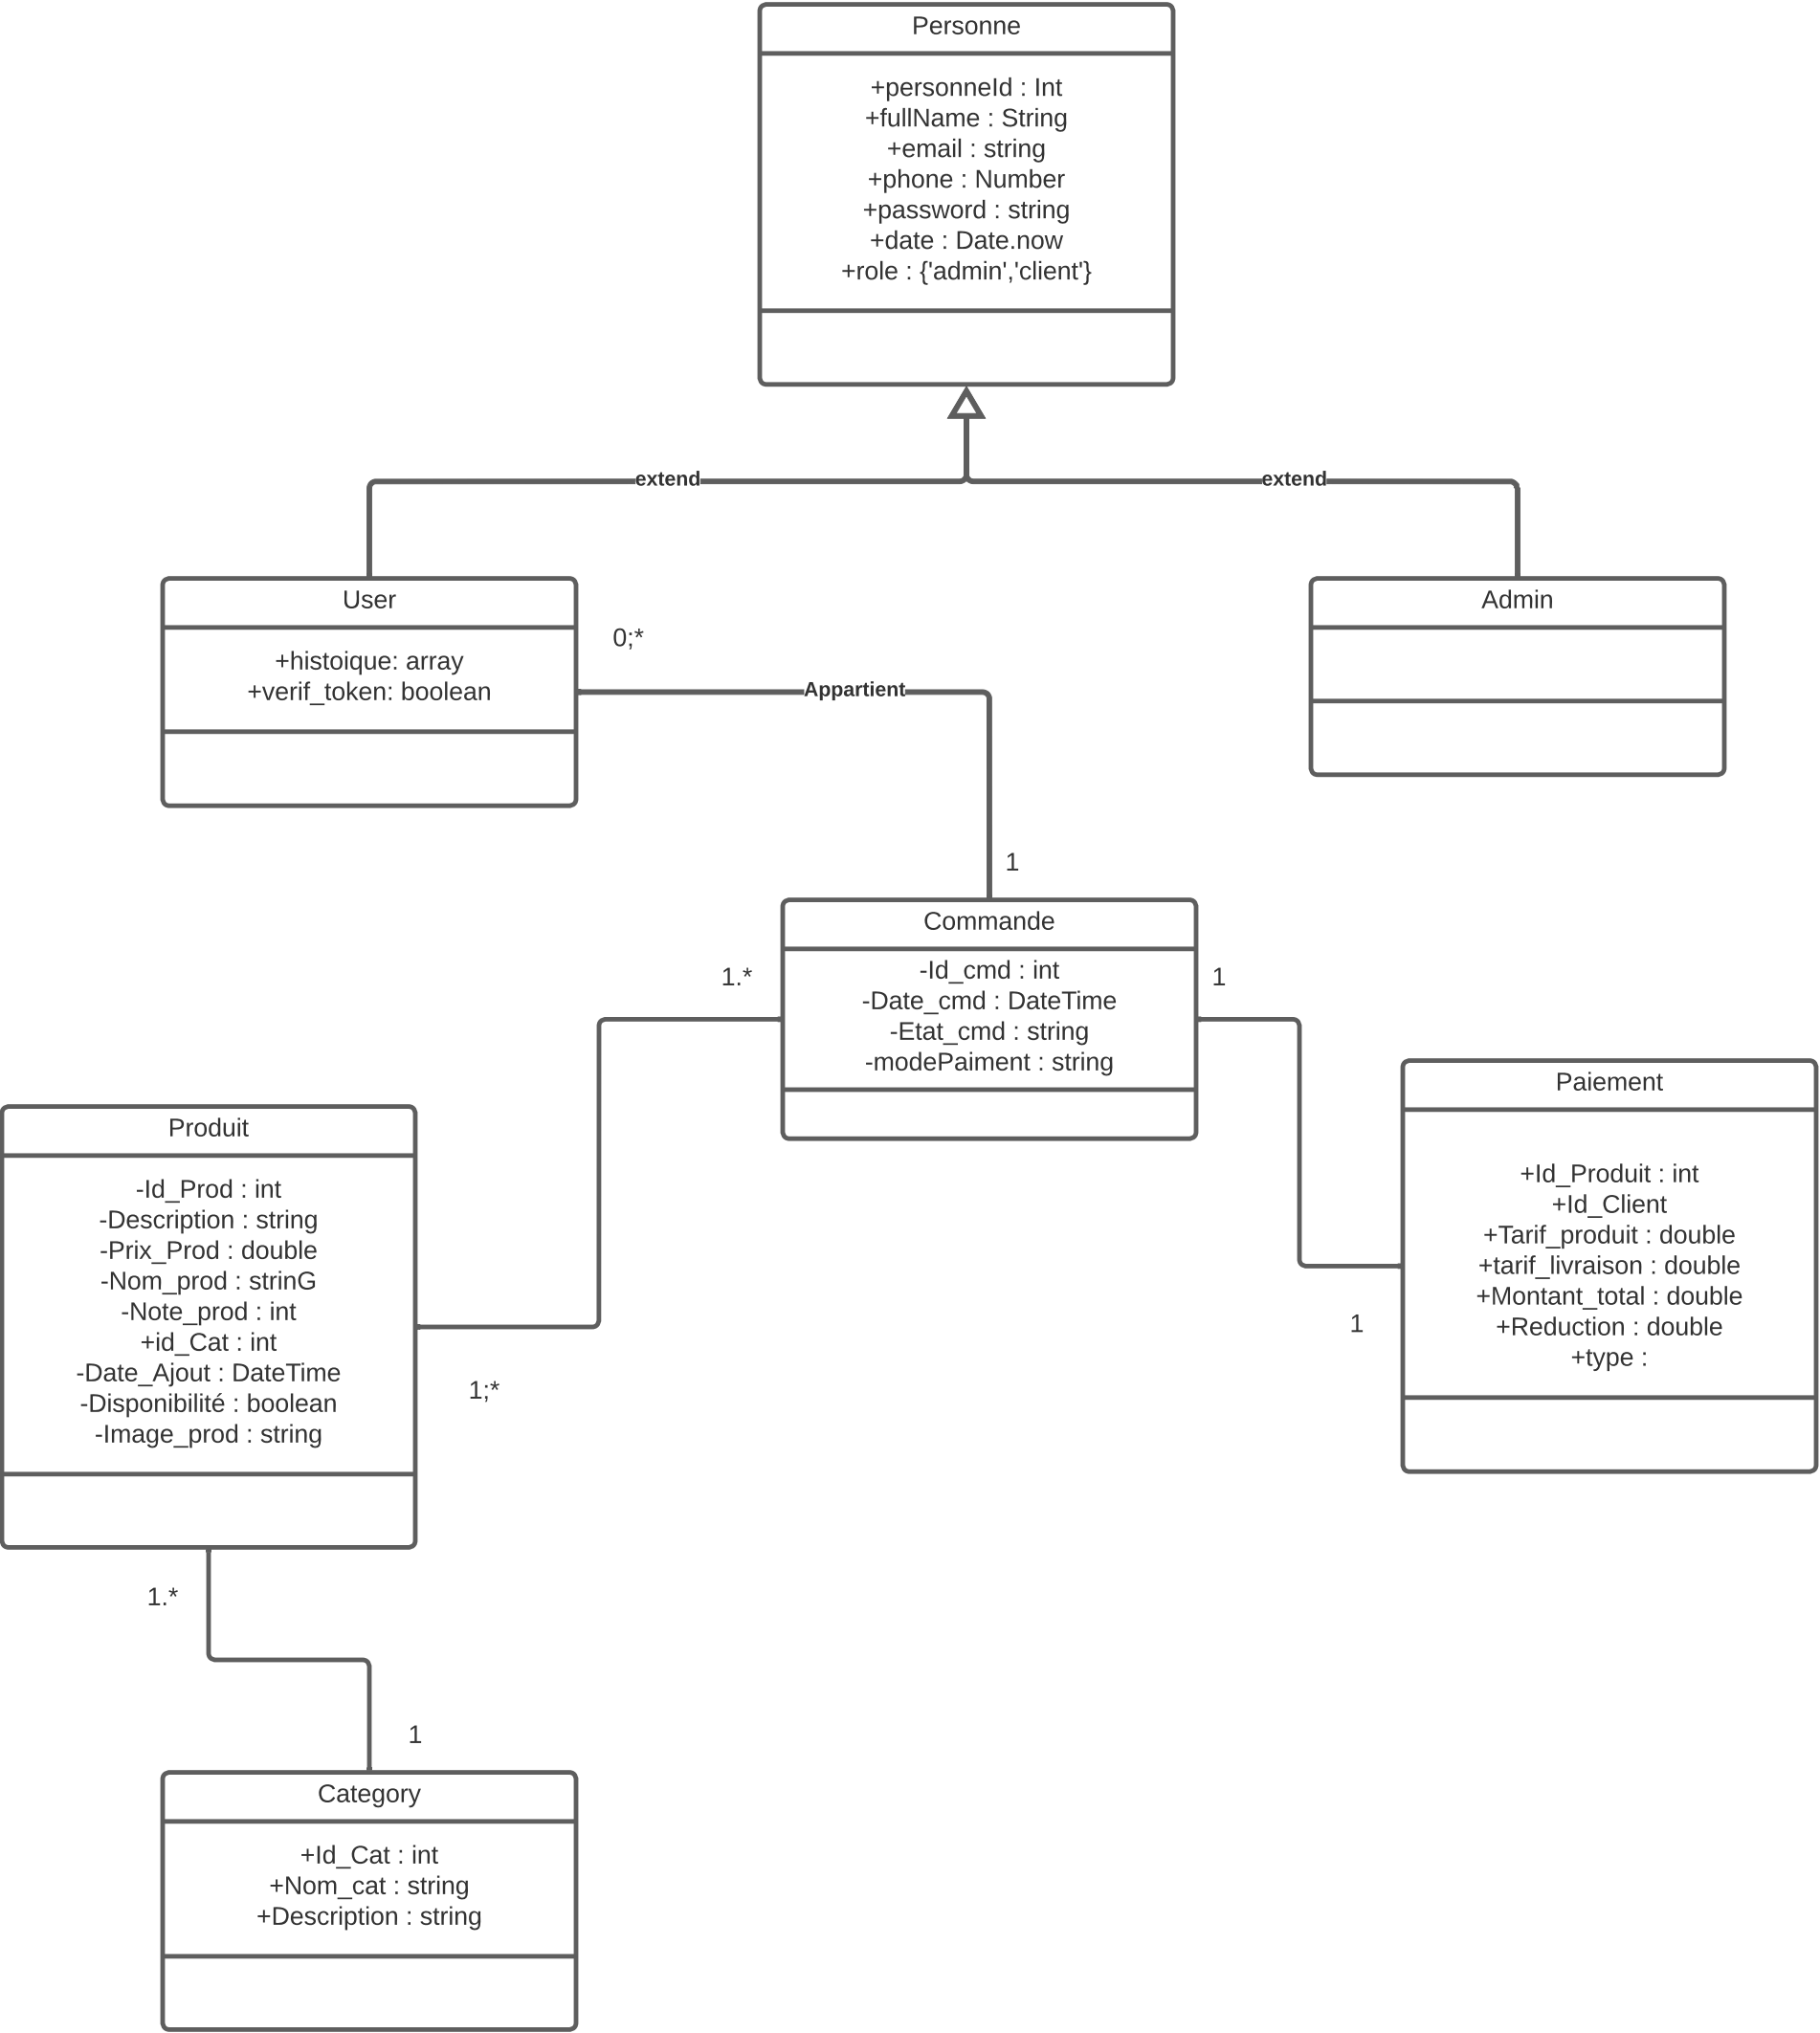 Personne
+personneId : Int
+fullName : String
+email : string
+phone : Number
+password : string
+date : Date.now
+role : {'admin','client'}
extend
extend
User
+histoique: array
+verif_token: boolean
0;*
Admin
Appartient
1
Commande
-Id_cmd : int
-Date_cmd : DateTime
-Etat_cmd : string
-modePaiment : string
1.*
1
Paiement
+Id_Produit : int
+Id_Client
+Tarif_produit : double
+tarif_livraison : double
+Montant_total : double
+Reduction : double
+type :
1
Produit
-Id_Prod : int
-Description : string
-Prix_Prod : double
-Nom_prod : strinG
-Note_prod : int
+id_Cat : int
-Date_Ajout : DateTime
-Disponibilité : boolean
-Image_prod : string
1;*
1.*
1
Category
+Id_Cat : int
+Nom_cat : string
+Description : string